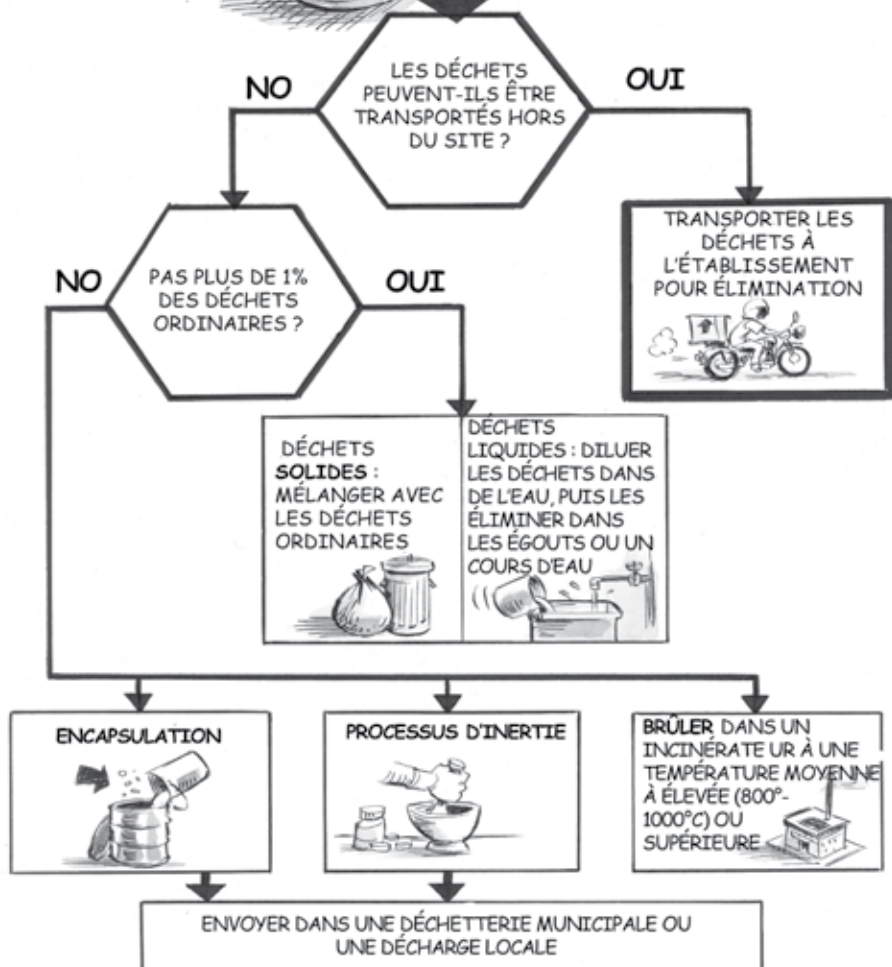 NO
LES DÉCHETS
PEUVENT-ILS ÊTRE
TRANSPORTÉS HORS
DU SITE ?
OUI
TRANSPORTER LES
DÉCHETS À
L'ÉTABLISSEMENT
POUR ÉLIMINATION
NO
PAS PLUS DE 1%
DES DÉCHETS
ORDINAIRES ?
OUI
DÉCHETS
SOLIDES :
MÉLANGER AVEC
LES DÉCHETS
ORDINAIRES
DÉCHETS
LIQUIDES : DILUER
LES DÉCHETS DANS
DE L'EAU, PUIS LES
ÉLIMINER DANS
LES ÉGOUTS OU UN
COURS D'EAU
ENCAPSULATION
PROCESSUS D'INERTIE
BRÛLER DANS UN
INCINÉRATE UR À UNE
TEMPÉRATURE MOYENNE
À ÉLEVÉE (800°-
1000°C) OU
SUPÉRIEURE
ENVOYER DANS UNE DÉCHETTERIE MUNICIPALE OU
UNE DÉCHARGE LOCALE